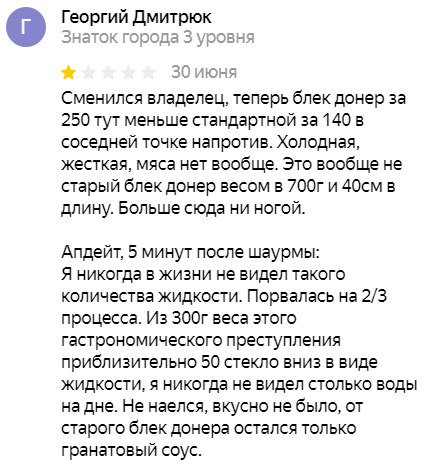 Г
Георгий Дмитрюк
Знаток города 3 уровня
30 июня
Сменился владелец, теперь блек донер за
250 тут меньше стандартной за 140 в
соседней точке напротив. Холодная,
жесткая, мяса нет вообще. Это вообще не
старый блек донер весом в 700г и 40см в
длину. Больше сюда ни ногой.

Апдейт, 5 минут после шаурмы:
Я никогда в жизни не видел такого
количества жидкости. Порвалась на 2/3
процесса. Из 300г веса этого
гастрономического преступления
приблизительно 50 стекло вниз в виде
жидкости, я никогда не видел столько воды
на дне. Не наелся, вкусно не было, от
старого блек донера остался только
гранатовый соус.